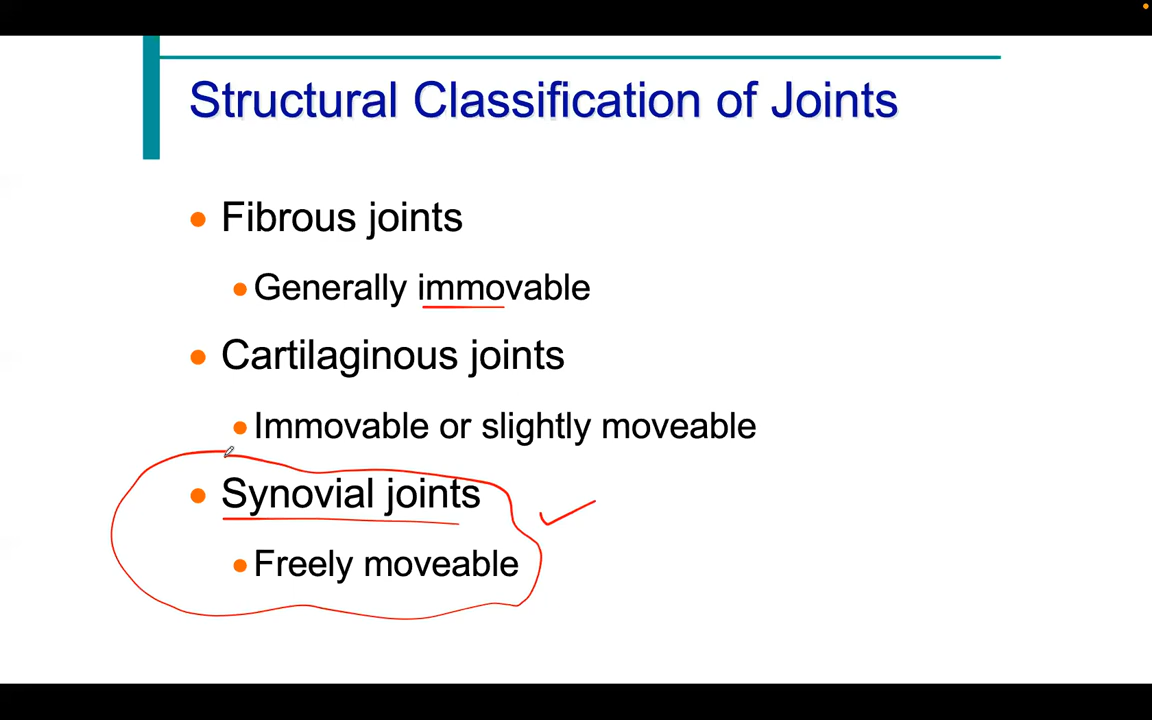 Structural Classification of Joints
Fibrous joints
Generally immovable
Cartilaginous joints
Immovable or slightly moveable
Synovial joints
Freely moveable